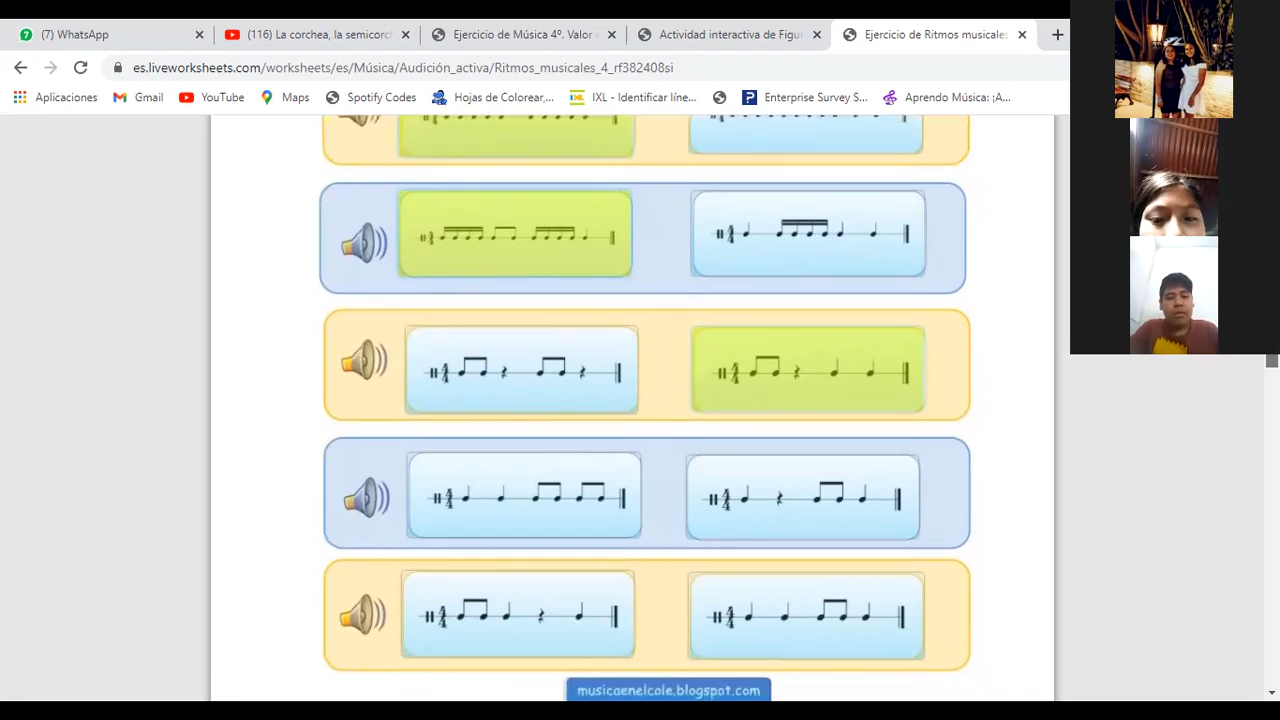 (7) WhatsApp
(116) La corchea, la semicorch
Ejercicio de Música 4º. Valor d
Actividad interactiva de Figur
Ejercicio de Ritmos musicales
es.liveworksheets.com/worksheets/es/Música/Audición_activa/Ritmos_musicales_4_rf382408si
Aplicaciones
Gmail
YouTube
Maps
Spotify Codes
Hojas de Colorear,...
IXL - Identificar líne...
Enterprise Survey S...
Aprendo Música: ¡A...
musicaenelcole.blogspot.com